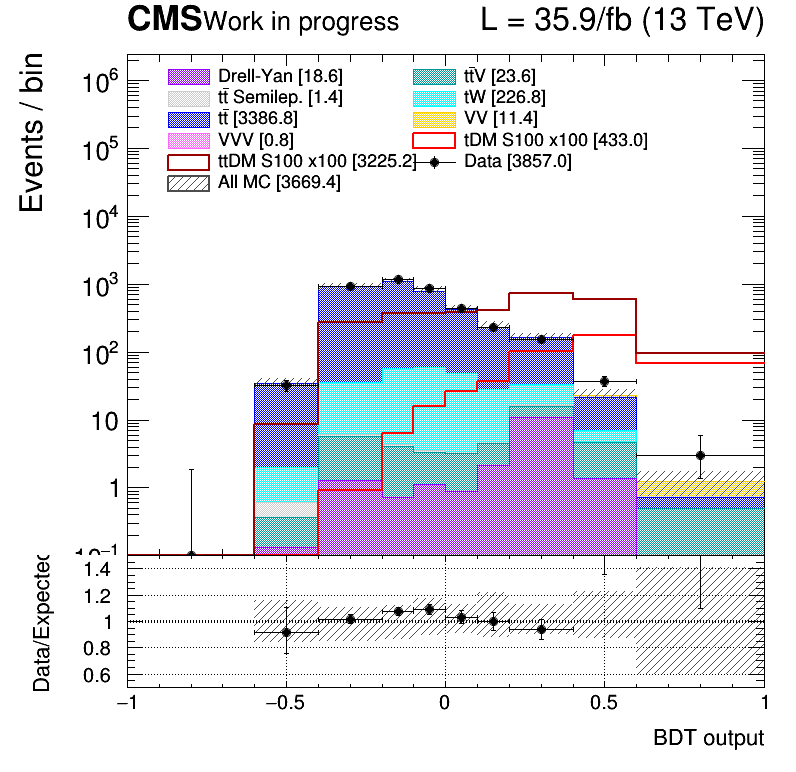 CMS Work in progress L = 35.9/fb (13 TeV)
Events / bin
Drell-Yan [18.6] tt̄V [23.6]
tt̄ Semilep. [1.4] tW [226.8]
tt̄ [3386.8] VV [11.4]
VVV [0.8] tDM S100 x100 [433.0]
ttDM S100 x100 [3225.2] Data [3857.0]
All MC [3669.4]
10⁶
10⁵
10⁴
10³
10²
10
1
10⁻¹
Data/Expected
1.4
1.2
1
0.8
0.6
−1 −0.5 0 0.5 1
BDT output